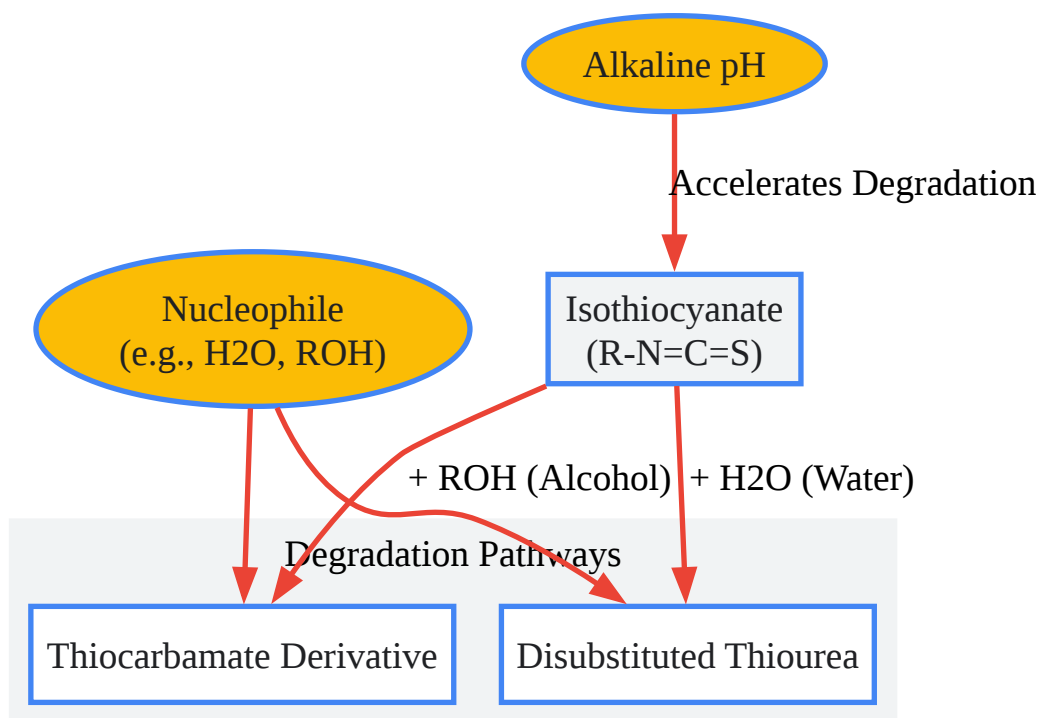 Alkaline pH
Accelerates Degradation
Nucleophile
(e.g., H2O, ROH)
Isothiocyanate
(R-N=C=S)
+ ROH (Alcohol)
+ H2O (Water)
Degradation Pathways
Thiocarbamate Derivative
Disubstituted Thiourea